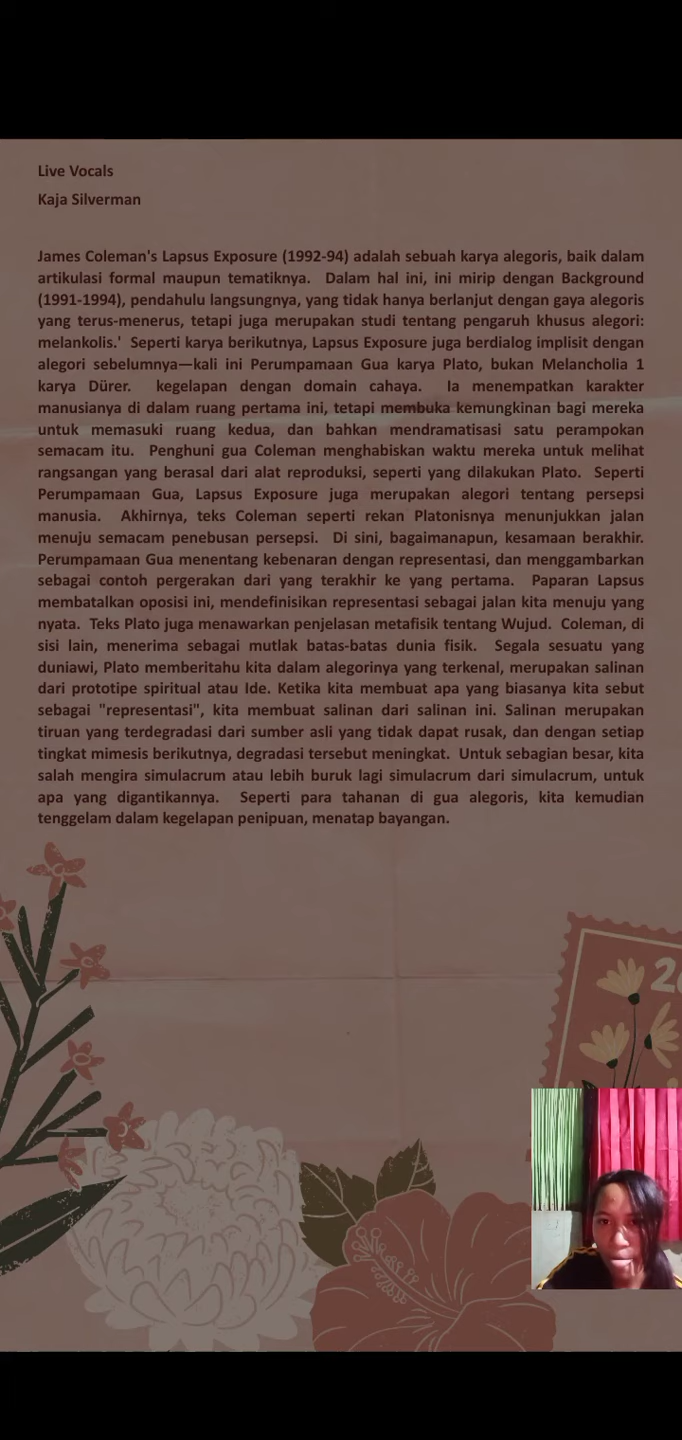 Live Vocals
Kaja Silverman
James Coleman's Lapsus Exposure (1992-94) adalah sebuah karya alegoris, baik dalam
artikulasi formal maupun tematiknya. Dalam hal ini, ini mirip dengan Background
(1991-1994), pendahulu langsungnya, yang tidak hanya berlanjut dengan gaya alegoris
yang terus-menerus, tetapi juga merupakan studi tentang pengaruh khusus alegori:
melankolis.' Seperti karya berikutnya, Lapsus Exposure juga berdialog implisit dengan
alegori sebelumnya—kali ini Perumpamaan Gua karya Plato, bukan Melancholia 1
karya Dürer. kegelapan dengan domain cahaya. Ia menempatkan karakter
manusianya di dalam ruang pertama ini, tetapi membuka kemungkinan bagi mereka
untuk memasuki ruang kedua, dan bahkan mendramatisasi satu perampokan
semacam itu. Penghuni gua Coleman menghabiskan waktu mereka untuk melihat
rangsangan yang berasal dari alat reproduksi, seperti yang dilakukan Plato. Seperti
Perumpamaan Gua, Lapsus Exposure juga merupakan alegori tentang persepsi
manusia. Akhirnya, teks Coleman seperti rekan Platonisnya menunjukkan jalan
menuju semacam penebusan persepsi. Di sini, bagaimanapun, kesamaan berakhir.
Perumpamaan Gua menentang kebenaran dengan representasi, dan menggambarkan
sebagai contoh pergerakan dari yang terakhir ke yang pertama. Paparan Lapsus
membatalkan oposisi ini, mendefinisikan representasi sebagai jalan kita menuju yang
nyata. Teks Plato juga menawarkan penjelasan metafisik tentang Wujud. Coleman, di
sisi lain, menerima sebagai mutlak batas-batas dunia fisik. Segala sesuatu yang
duniawi, Plato memberitahu kita dalam alegorinya yang terkenal, merupakan salinan
dari prototipe spiritual atau Ide. Ketika kita membuat apa yang biasanya kita sebut
sebagai "representasi", kita membuat salinan dari salinan ini. Salinan merupakan
tiruan yang terdegradasi dari sumber asli yang tidak dapat rusak, dan dengan setiap
tingkat mimesis berikutnya, degradasi tersebut meningkat. Untuk sebagian besar, kita
salah mengira simulacrum atau lebih buruk lagi simulacrum dari simulacrum, untuk
apa yang digantikannya. Seperti para tahanan di gua alegoris, kita kemudian
tenggelam dalam kegelapan penipuan, menatap bayangan.